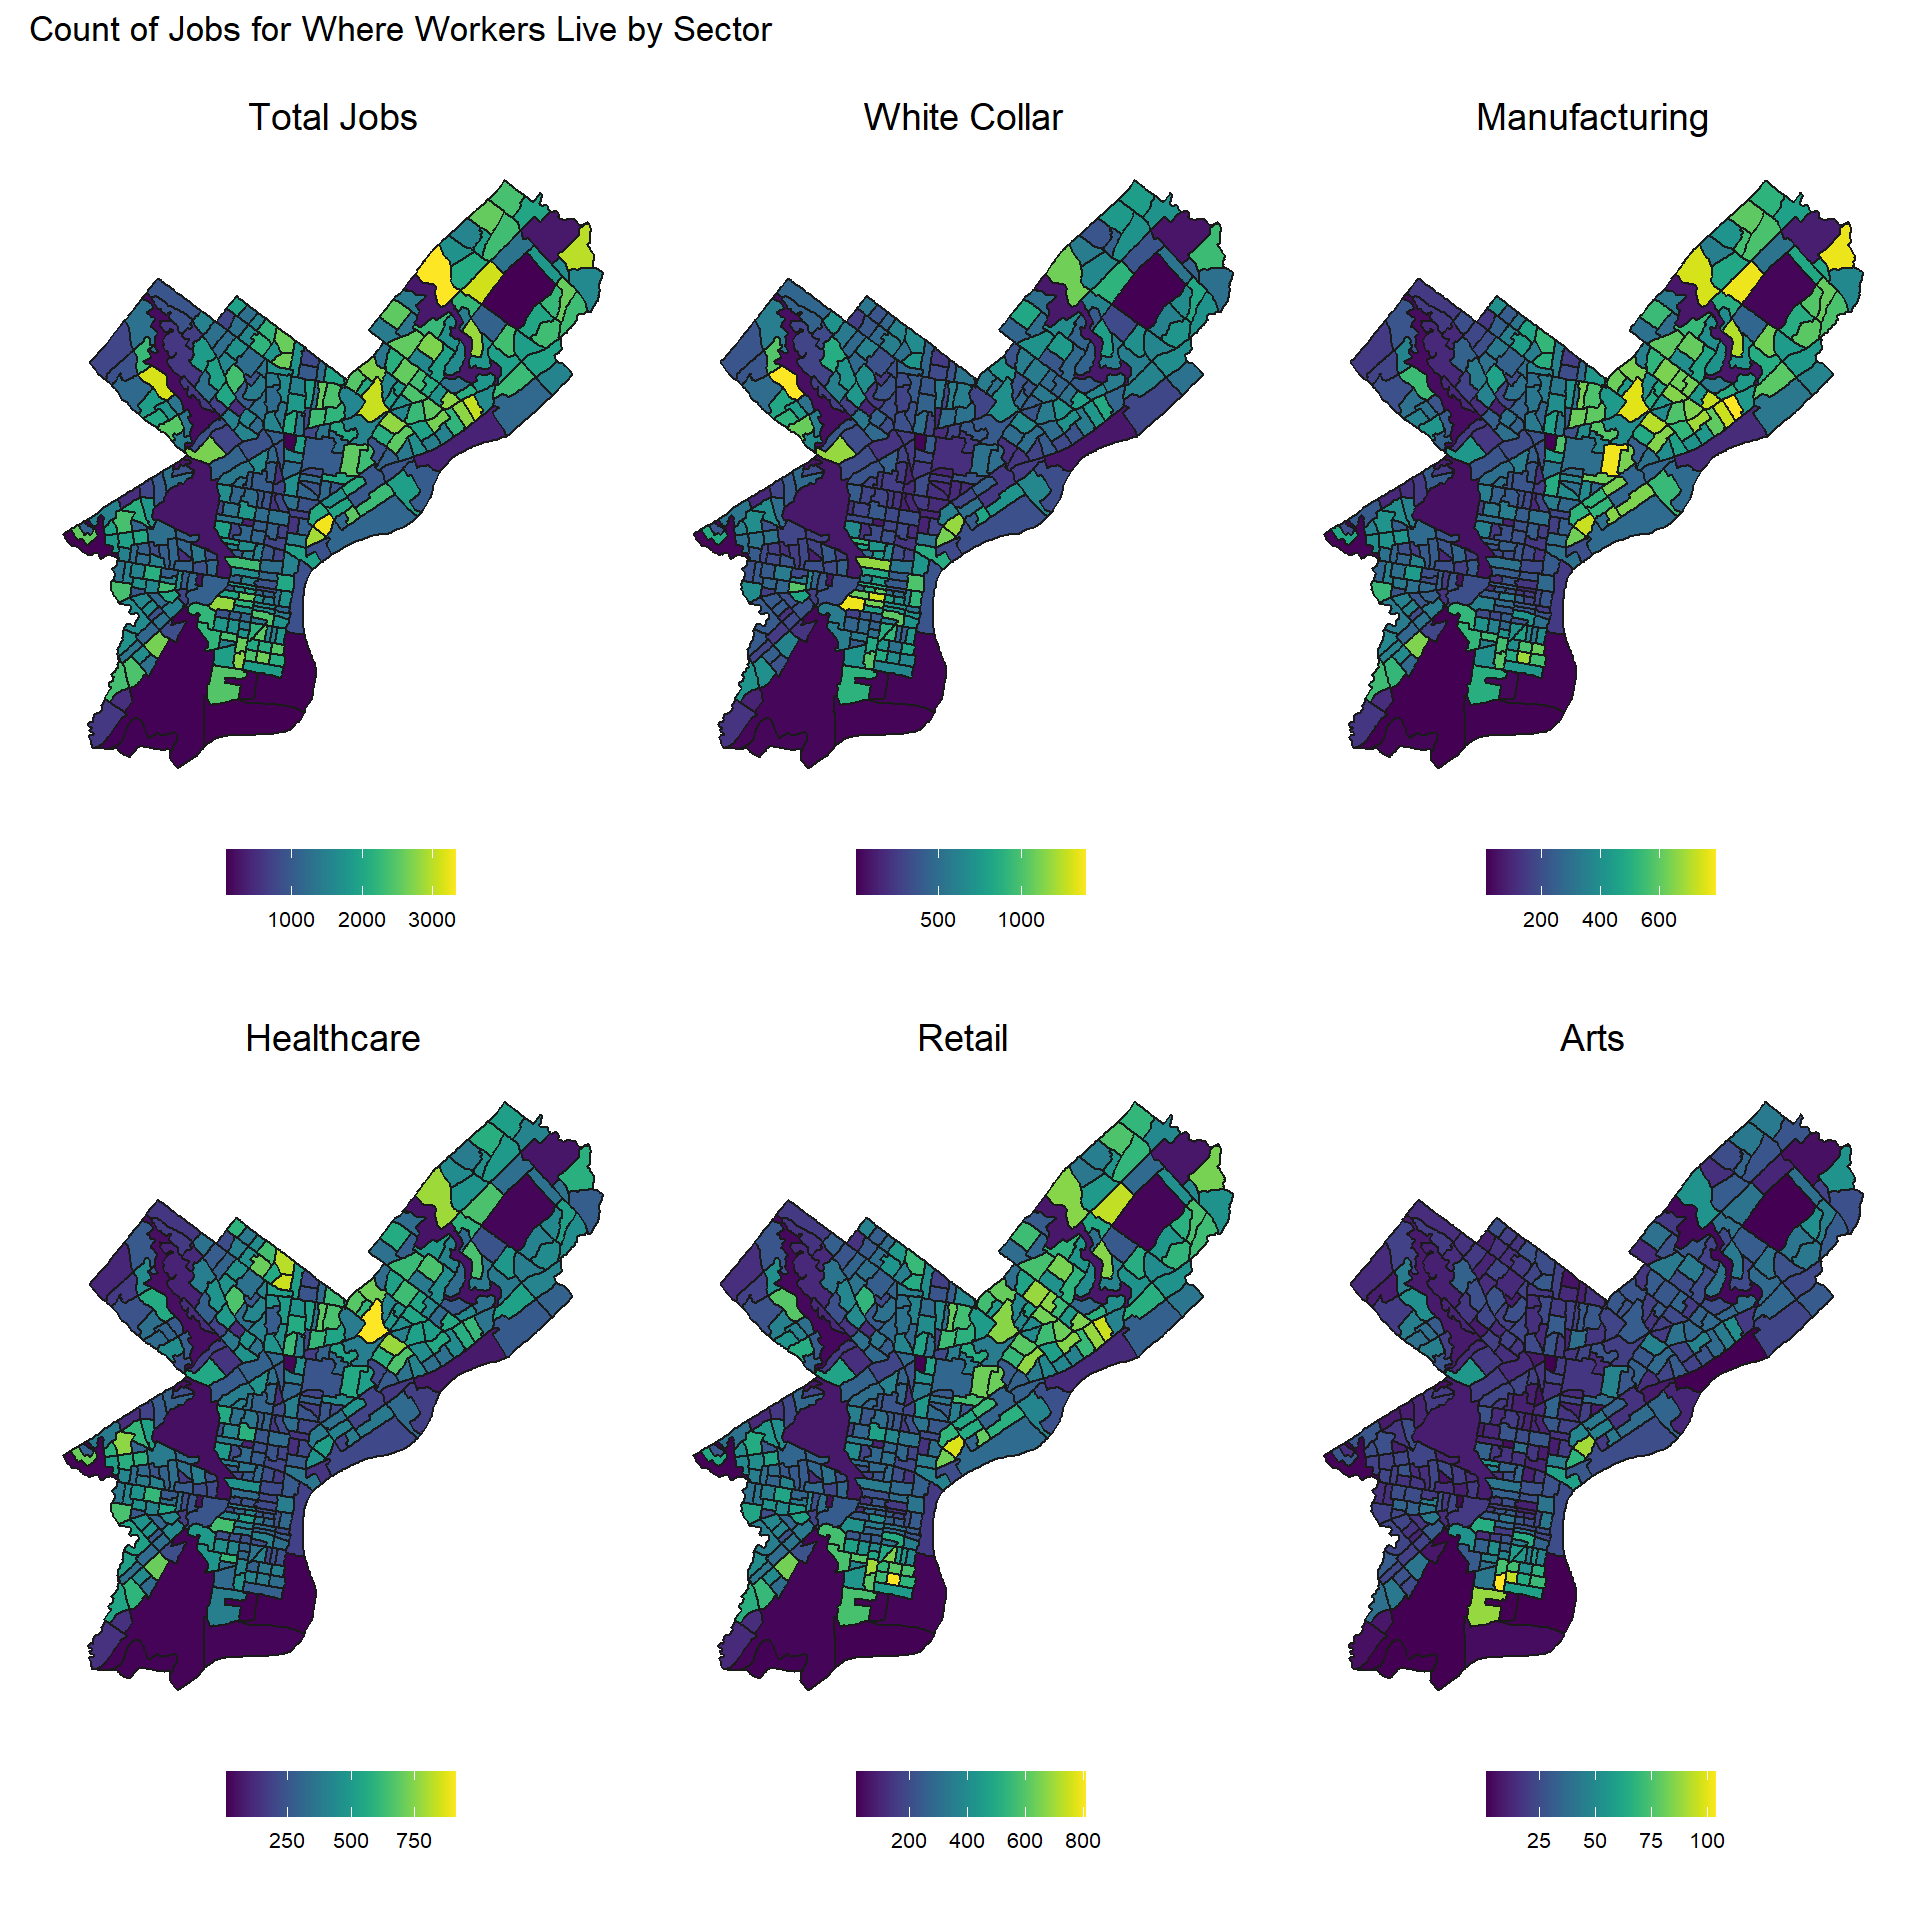 Count of Jobs for Where Workers Live by Sector
Total Jobs
White Collar
Manufacturing
1000 2000 3000
500 1000
200 400 600
Healthcare
Retail
Arts
250 500 750
200 400 600 800
25 50 75 100